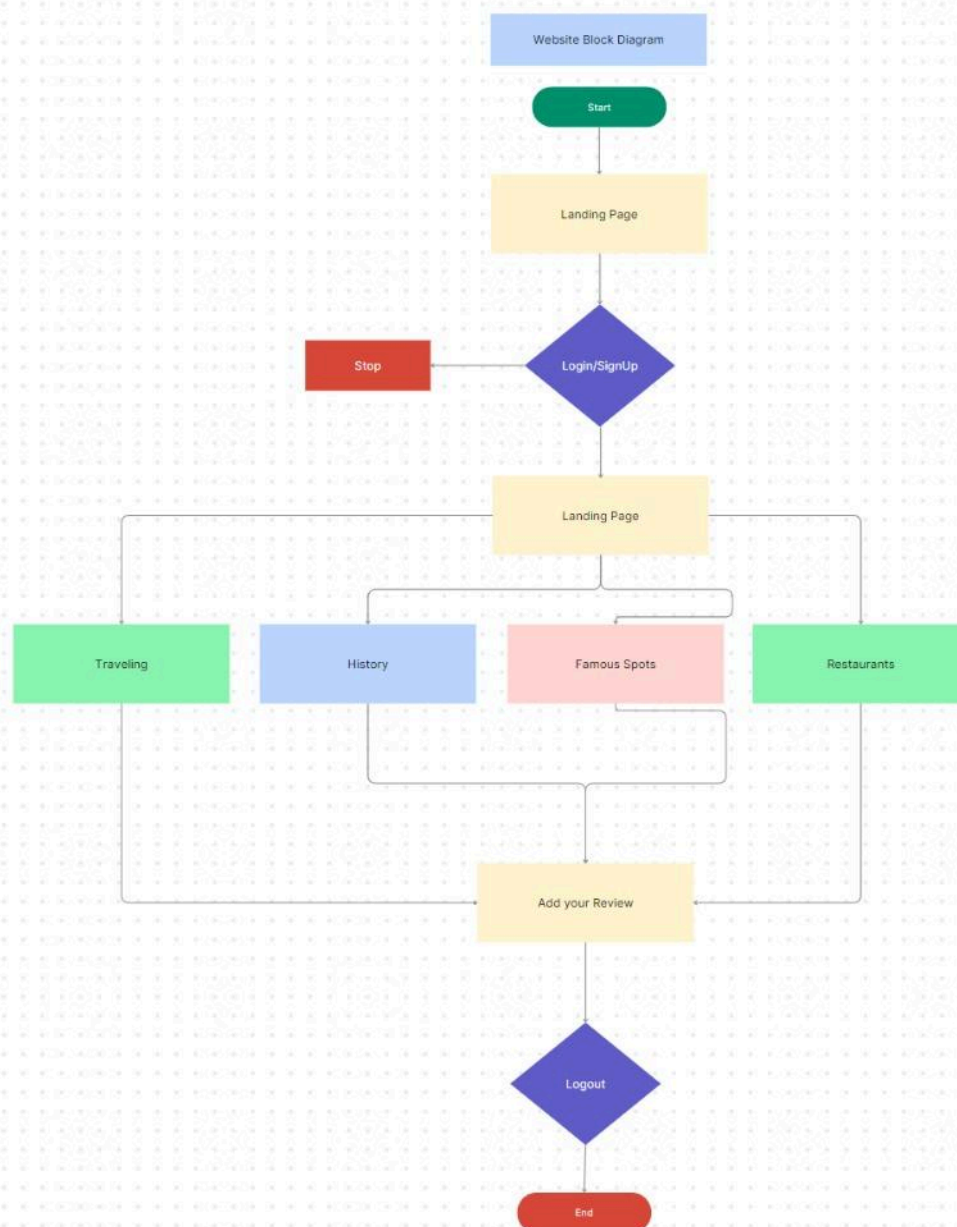 Website Block Diagram
Start
Landing Page
Login/SignUp
Stop
Landing Page
Traveling
History
Famous Spots
Restaurants
Add your Review
Logout
End